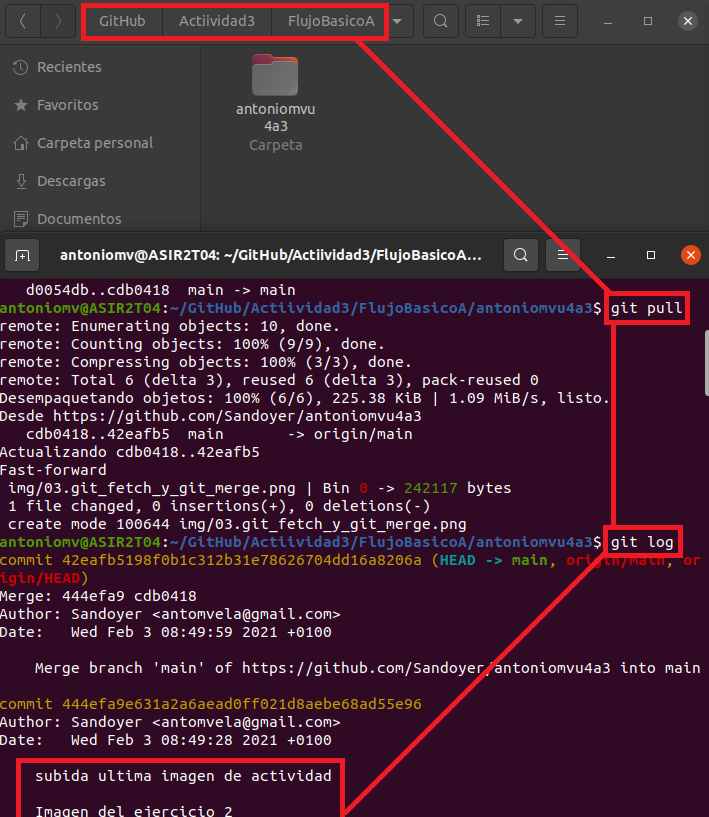 GitHub Actiividad3 FlujoBasicoA
Recientes
Favoritos
Carpeta personal
Descargas
Documentos
antoniomvu
4a3
Carpeta
antoniomv@ASIR2T04: ~/GitHub/Actiividad3/FlujoBasicoA...
d0054db..cdb0418  main -> main
antoniomv@ASIR2T04:~/GitHub/Actiividad3/FlujoBasicoA/antoniomvu4a3$ git pull
remote: Enumerating objects: 10, done.
remote: Counting objects: 100% (9/9), done.
remote: Compressing objects: 100% (3/3), done.
remote: Total 6 (delta 3), reused 6 (delta 3), pack-reused 0
Desempaquetando objetos: 100% (6/6), 225.38 KiB | 1.09 MiB/s, listo.
Desde https://github.com/Sandoyer/antoniomvu4a3
   cdb0418..42eafb5  main       -> origin/main
Actualizando cdb0418..42eafb5
Fast-forward
 img/03.git_fetch_y_git_merge.png | Bin 0 -> 242117 bytes
 1 file changed, 0 insertions(+), 0 deletions(-)
 create mode 100644 img/03.git_fetch_y_git_merge.png
antoniomv@ASIR2T04:~/GitHub/Actiividad3/FlujoBasicoA/antoniomvu4a3$ git log
commit 42eafb5198f0b1c312b31e78626704dd16a8206a (HEAD -> main, origin/main, or
igin/HEAD)
Merge: 444efa9 cdb0418
Author: Sandoyer <antomvela@gmail.com>
Date:   Wed Feb 3 08:49:59 2021 +0100
    Merge branch 'main' of https://github.com/Sandoyer/antoniomvu4a3 into main
commit 444efa9e631a2a6aead0ff021d8aebe68ad55e96
Author: Sandoyer <antomvela@gmail.com>
Date:   Wed Feb 3 08:49:28 2021 +0100
    subida ultima imagen de actividad
    Imagen del ejercicio 2